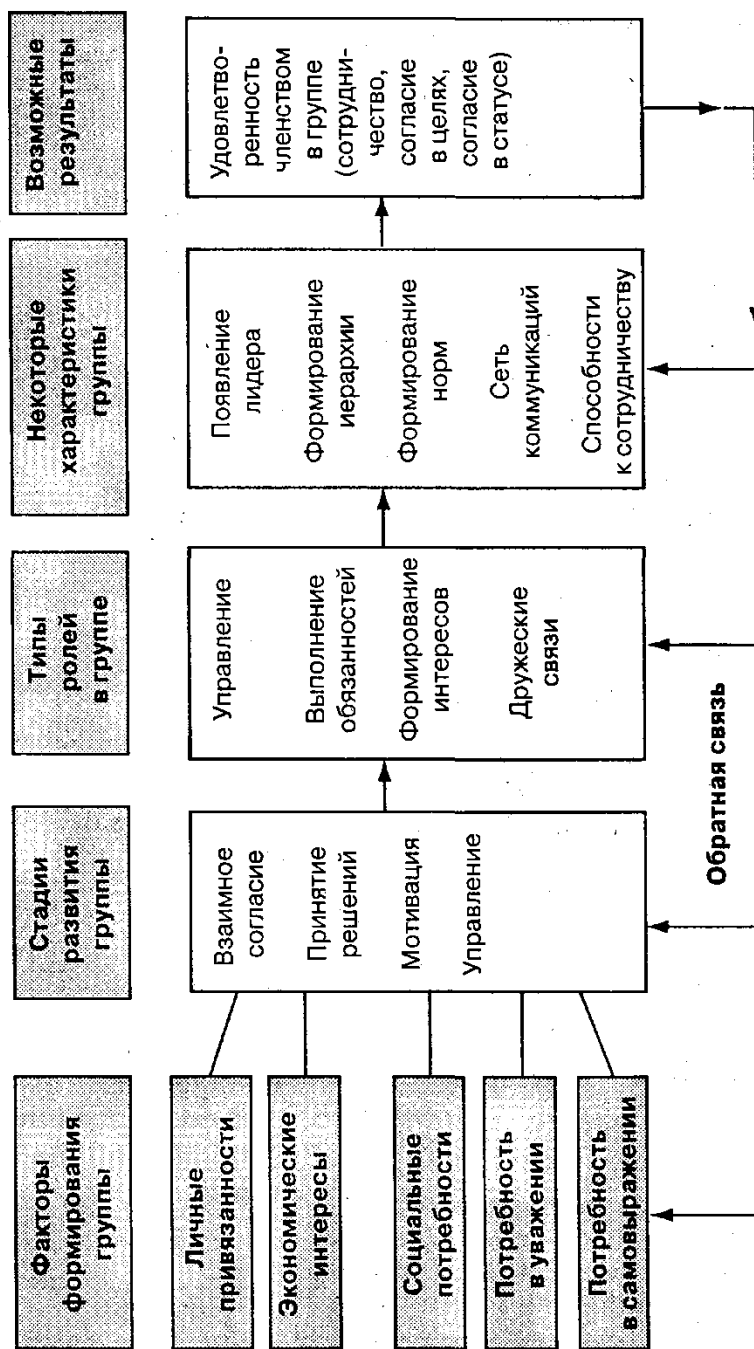 Факторы
формирования
группы
Стадии
развития
группы
Типы
ролей
в группе
Некоторые
характеристики
группы
Возможные
результаты
Личные
привязанности
Экономические
интересы
Социальные
потребности
Потребность
в уважении
Потребность
в самовыражении
Взаимное
согласие
Принятие
решений
Мотивация
Управление
Управление
Выполнение
обязанностей
Формирование
интересов
Дружеские
связи
Появление
лидера
Формирование
иерархии
Формирование
норм
Сеть
коммуникаций
Способности
к сотрудничеству
Удовлетво-
ренность
членством
в группе
(сотрудни-
чество,
согласие
в целях,
согласие
в статусе)
Обратная связь